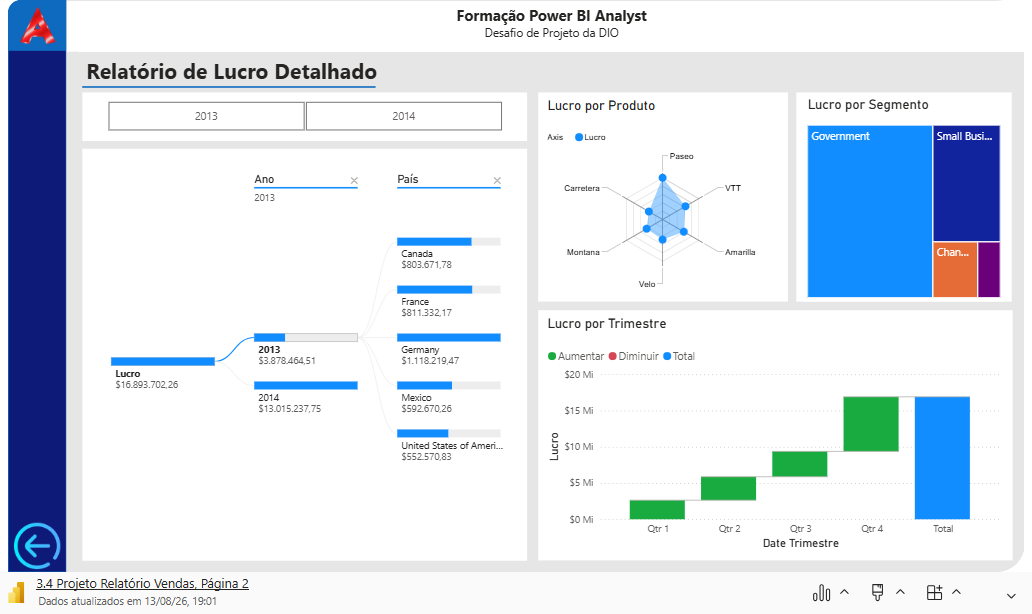 Formação Power BI Analyst
Desafio de Projeto da DIO
Relatório de Lucro Detalhado
2013
2014
Ano
2013
País
Lucro
$16.893.702,26
2013
$3.878.464,51
2014
$13.015.237,75
Canada
$803.671,78
France
$811.332,17
Germany
$1.118.219,47
Mexico
$592.670,26
United States of Ameri...
$552.570,83
Lucro por Produto
Axis Lucro
Paseo
VTT
Amarilla
Velo
Montana
Carretera
Lucro por Segmento
Government
Small Busi...
Chan...
Lucro por Trimestre
Aumentar Diminuir Total
$20 Mi
$15 Mi
$10 Mi
$5 Mi
$0 Mi
Lucro
Qtr 1 Qtr 2 Qtr 3 Qtr 4 Total
Date Trimestre
3.4 Projeto Relatório Vendas, Página 2
Dados atualizados em 13/08/26, 19:01